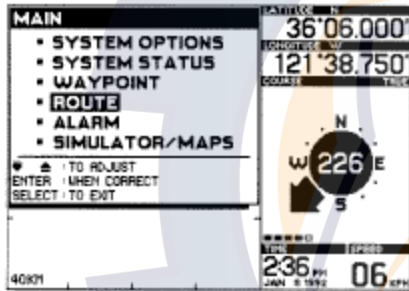 MAIN
▪ SYSTEM OPTIONS
▪ SYSTEM STATUS
▪ WAYPOINT
▪ ROUTE
▪ ALARM
▪ SIMULATOR/MAPS
▼ ▲ : TO ADJUST
ENTER : WHEN CORRECT
SELECT : TO EXIT
40KM
LATITUDE N
36°06.000'
LONGITUDE W
121°38.750'
COURSE TRUE
N
W 226 E
S
TIME SPEED
2:36 PM 06 KPH
JAN 8 1992